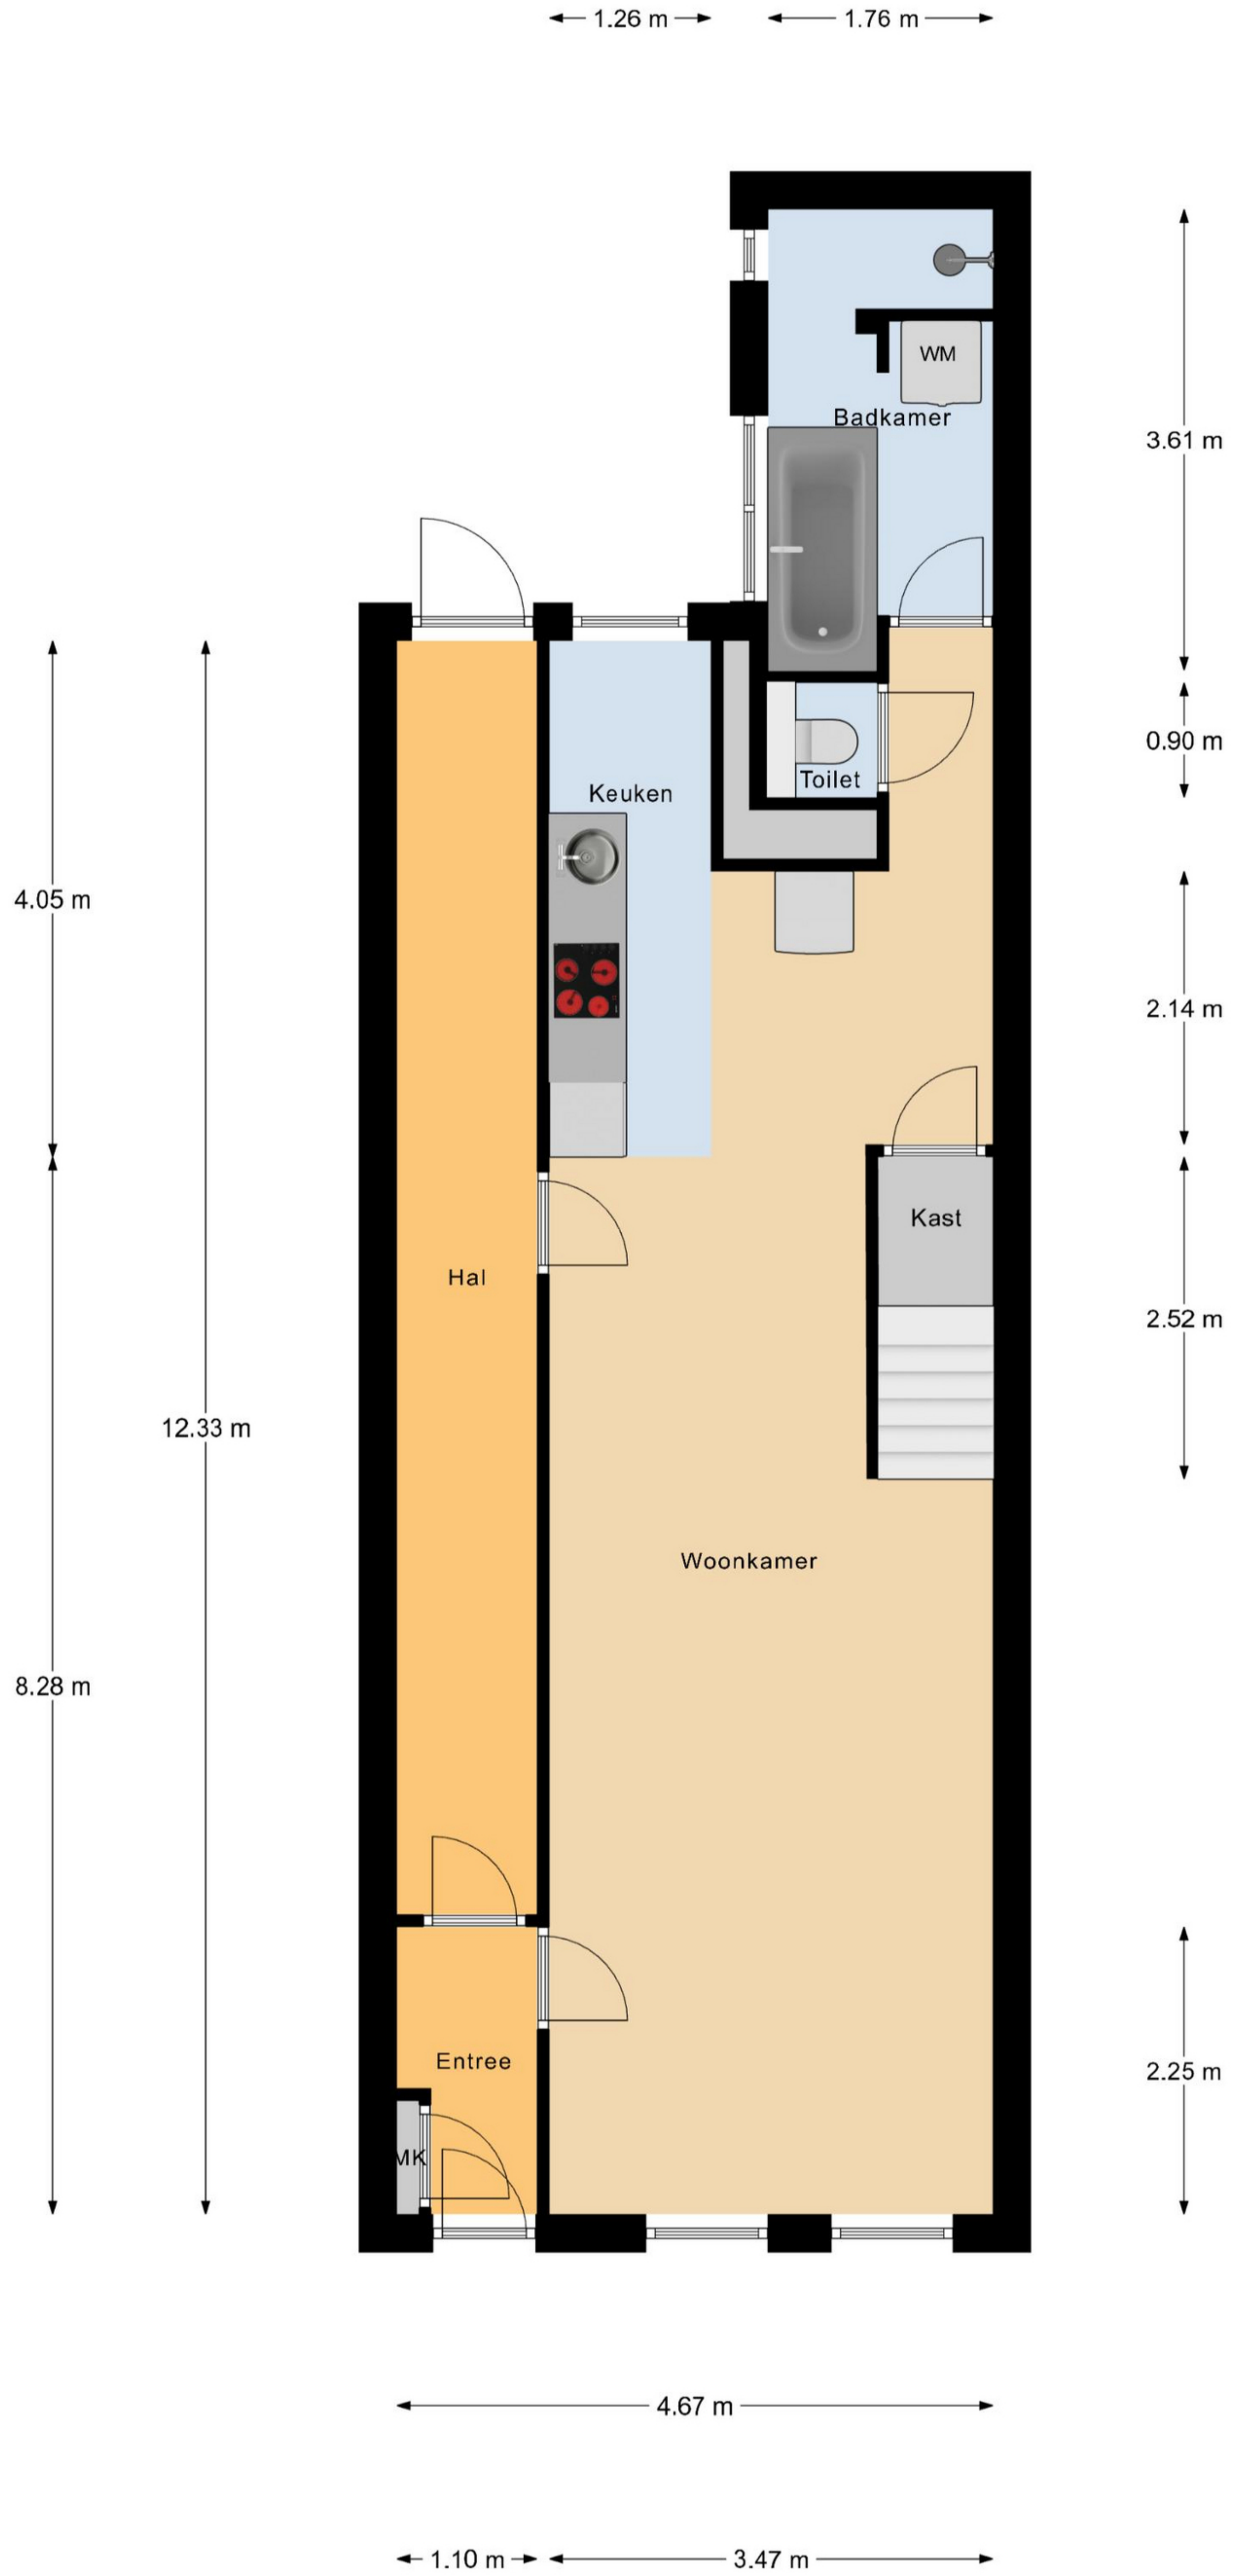 1.26 m
1.76 m
WM
Badkamer
3.61 m
0.90 m
Toilet
Keuken
4.05 m
2.14 m
Kast
Hal
2.52 m
12.33 m
Woonkamer
8.28 m
Entree
2.25 m
MK
4.67 m
1.10 m
3.47 m